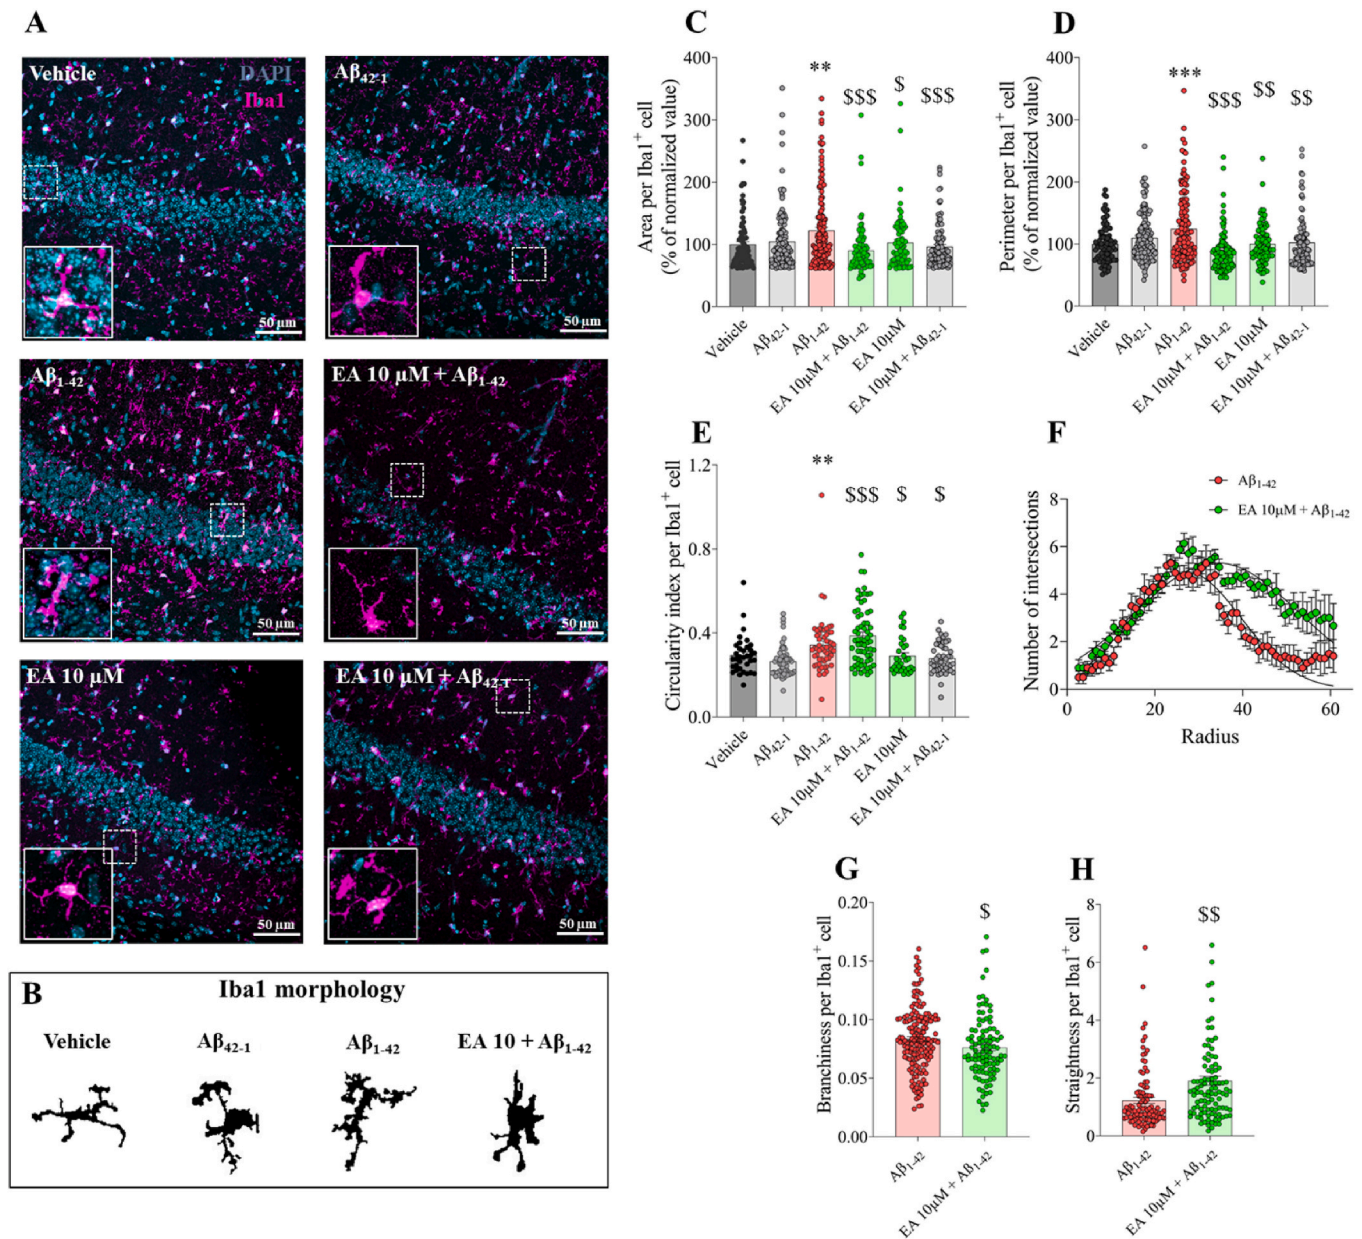 A
Vehicle
DAPI
Iba1
50 µm
Aβ42-1
50 µm
Aβ1-42
50 µm
EA 10 µM + Aβ1-42
50 µm
EA 10 µM
50 µm
EA 10 µM + Aβ42-1
50 µm
B
Iba1 morphology
Vehicle
Aβ42-1
Aβ1-42
EA 10 + Aβ1-42
C
Area per Iba1+ cell
(% of normalized value)
400
300
200
100
0
**
$$$
$
$$$
Vehicle
Aβ42-1
Aβ1-42
EA 10µM + Aβ1-42
EA 10µM
EA 10µM + Aβ42-1
D
Perimeter per Iba1+ cell
(% of normalized value)
400
300
200
100
0
***
$$$
$$
$$
Vehicle
Aβ42-1
Aβ1-42
EA 10µM + Aβ1-42
EA 10µM
EA 10µM + Aβ42-1
E
Circularity index per Iba1+ cell
1.2
0.8
0.4
0.0
**
$$$
$
$
Vehicle
Aβ42-1
Aβ1-42
EA 10µM + Aβ1-42
EA 10µM
EA 10µM + Aβ42-1
F
Aβ1-42
EA 10µM + Aβ1-42
Number of intersections
8
6
4
2
0
0
20
40
60
Radius
G
Branchiness per Iba1+ cell
0.20
0.15
0.10
0.05
0.00
$
Aβ1-42
EA 10µM + Aβ1-42
H
Straightness per Iba1+ cell
8
6
4
2
0
$$
Aβ1-42
EA 10µM + Aβ1-42